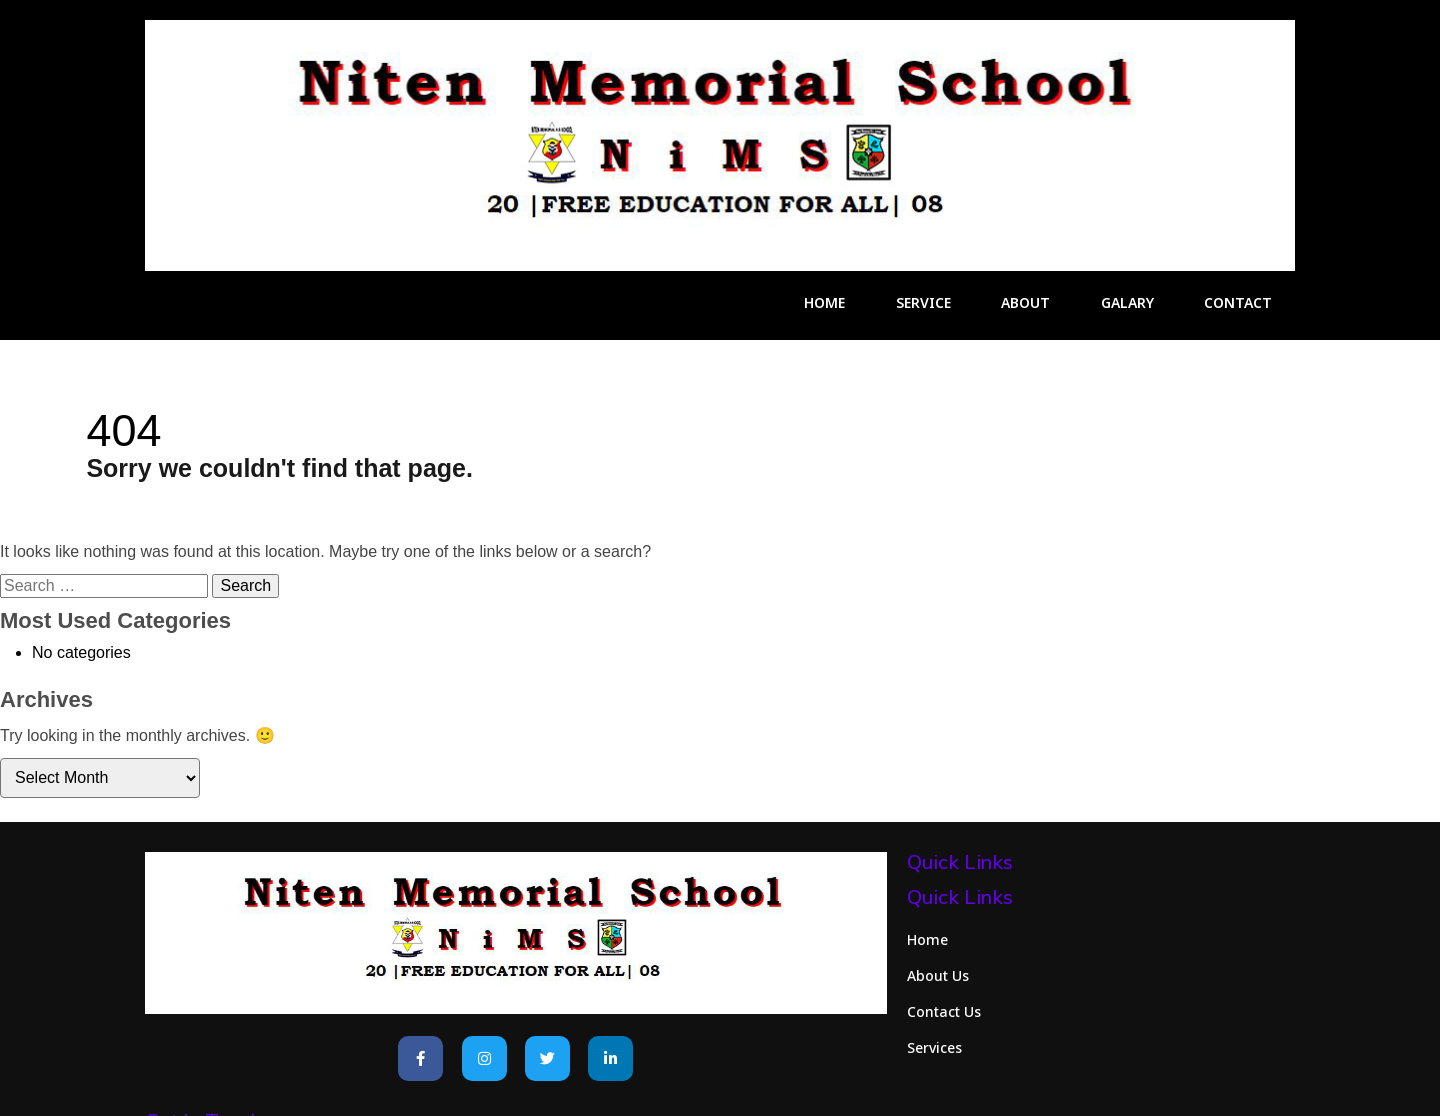 Niten Memorial School
N i M S
20 |FREE EDUCATION FOR ALL| 08
HOME SERVICE ABOUT GALARY CONTACT
404
Sorry we couldn't find that page.
It looks like nothing was found at this location. Maybe try one of the links below or a search?
Search … Search
Most Used Categories
No categories
Archives
Try looking in the monthly archives. 🙂
Select Month
Niten Memorial School
N i M S
20 |FREE EDUCATION FOR ALL| 08
Quick Links
Quick Links
Home
About Us
Contact Us
Services